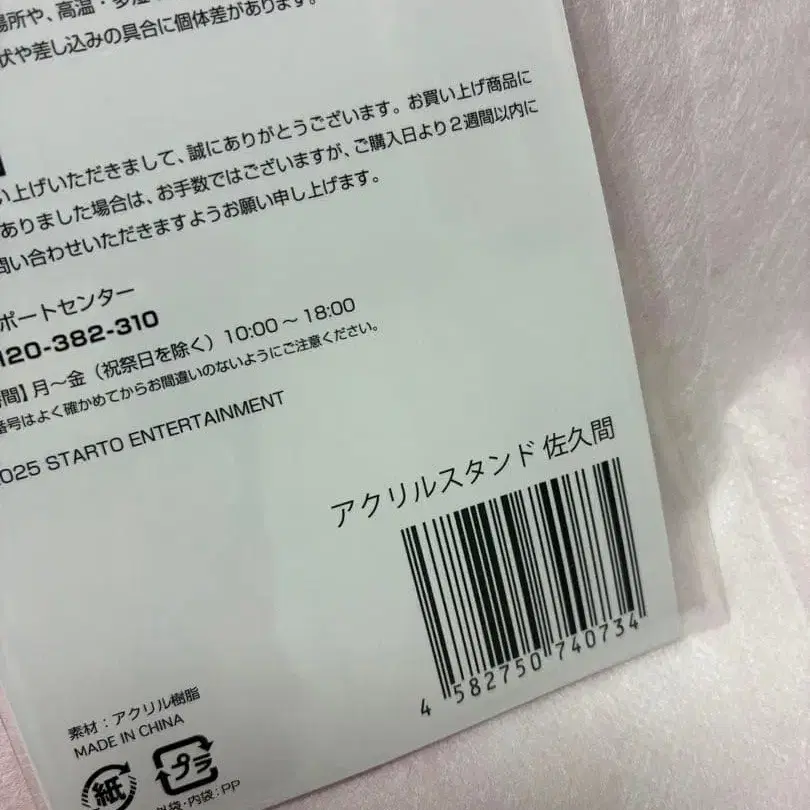 場所や、高温・多湿
状や差し込みの具合に個体差があります。
い上げいただきまして、誠にありがとうございます。お買い上げ商品に
ありました場合は、お手数ではございますが、ご購入日より2週間以内に
問い合わせいただきますようお願い申し上げます。
ポートセンター
120-382-310
間】月〜金（祝祭日を除く）10:00〜18:00
番号はよく確かめてからお間違いのないようにご注意ください。
2025 STARTO ENTERTAINMENT
アクリルスタンド 佐久間
4 582750 740734
素材：アクリル樹脂
MADE IN CHINA
紙
プラ
外袋・内袋：PP